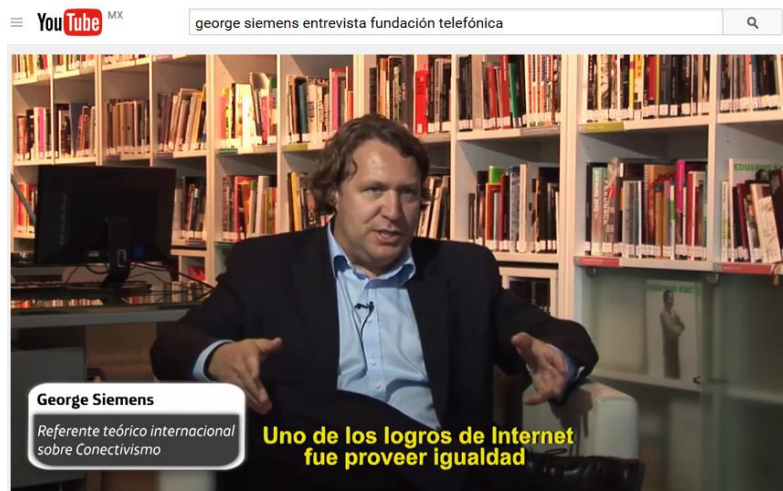 YouTube MX
george siemens entrevista fundación telefónica
George Siemens
Referente teórico internacional
sobre Conectivismo
Uno de los logros de Internet
fue proveer igualdad